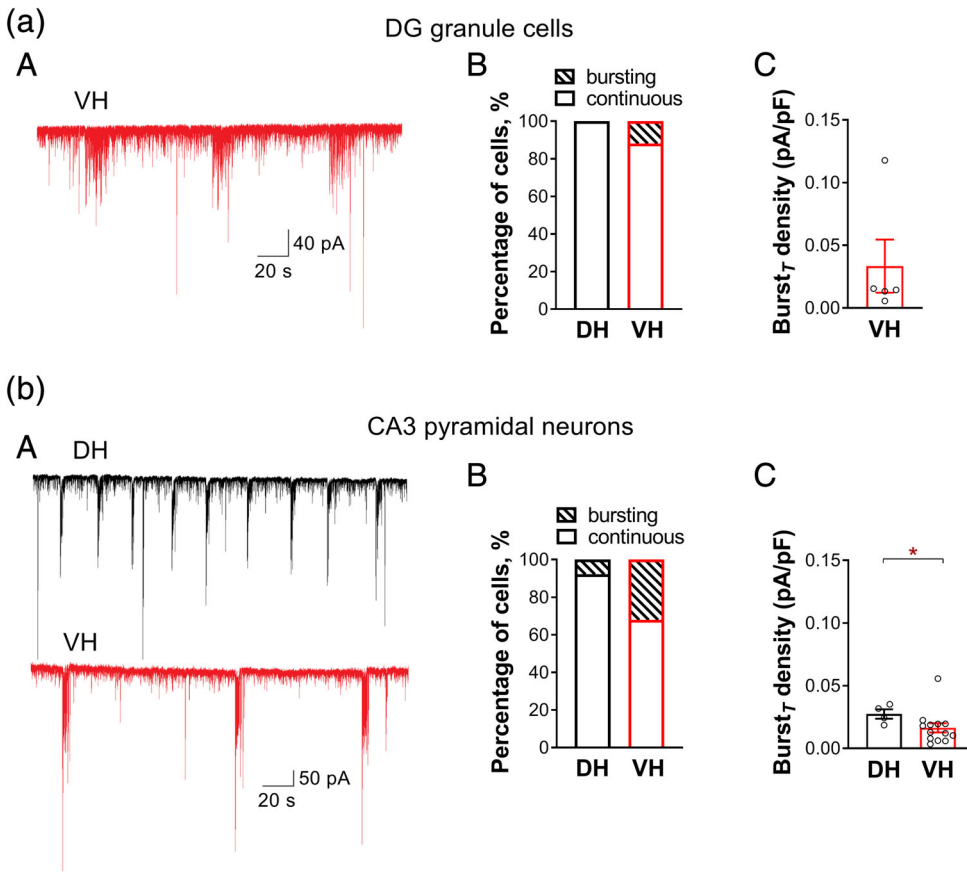 (a)
DG granule cells
A
VH
40 pA
20 s
B
bursting
continuous
Percentage of cells, %
100
80
60
40
20
0
DH
VH
C
Burst_T density (pA/pF)
0.15
0.10
0.05
0.00
VH
(b)
CA3 pyramidal neurons
A
DH
VH
50 pA
20 s
B
bursting
continuous
Percentage of cells, %
100
80
60
40
20
0
DH
VH
C
Burst_T density (pA/pF)
0.15
0.10
0.05
0.00
*
DH
VH